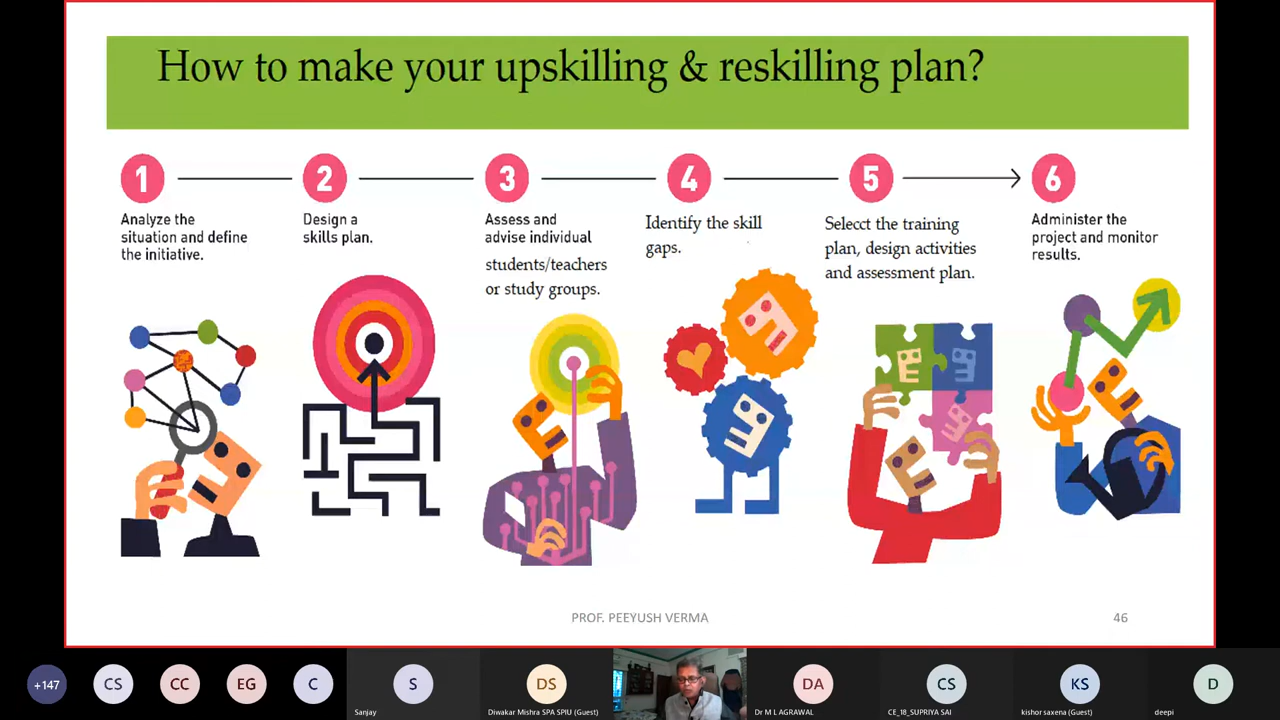 How to make your upskilling & reskilling plan?
1
2
3
4
5
6
Analyze the
situation and define
the initiative.
Design a
skills plan.
Assess and
advise individual
students/teachers
or study groups.
Identify the skill
gaps.
Selecct the training
plan, design activities
and assessment plan.
Administer the
project and monitor
results.
PROF. PEEYUSH VERMA
46
+147
CS
CC
EG
C
S
Sanjay
DS
Diwakar Mishra SPA SPIU (Guest)
DA
Dr M L AGRAWAL
CS
CE_18_SUPRIYA SAI
KS
kishor saxena (Guest)
D
deepi